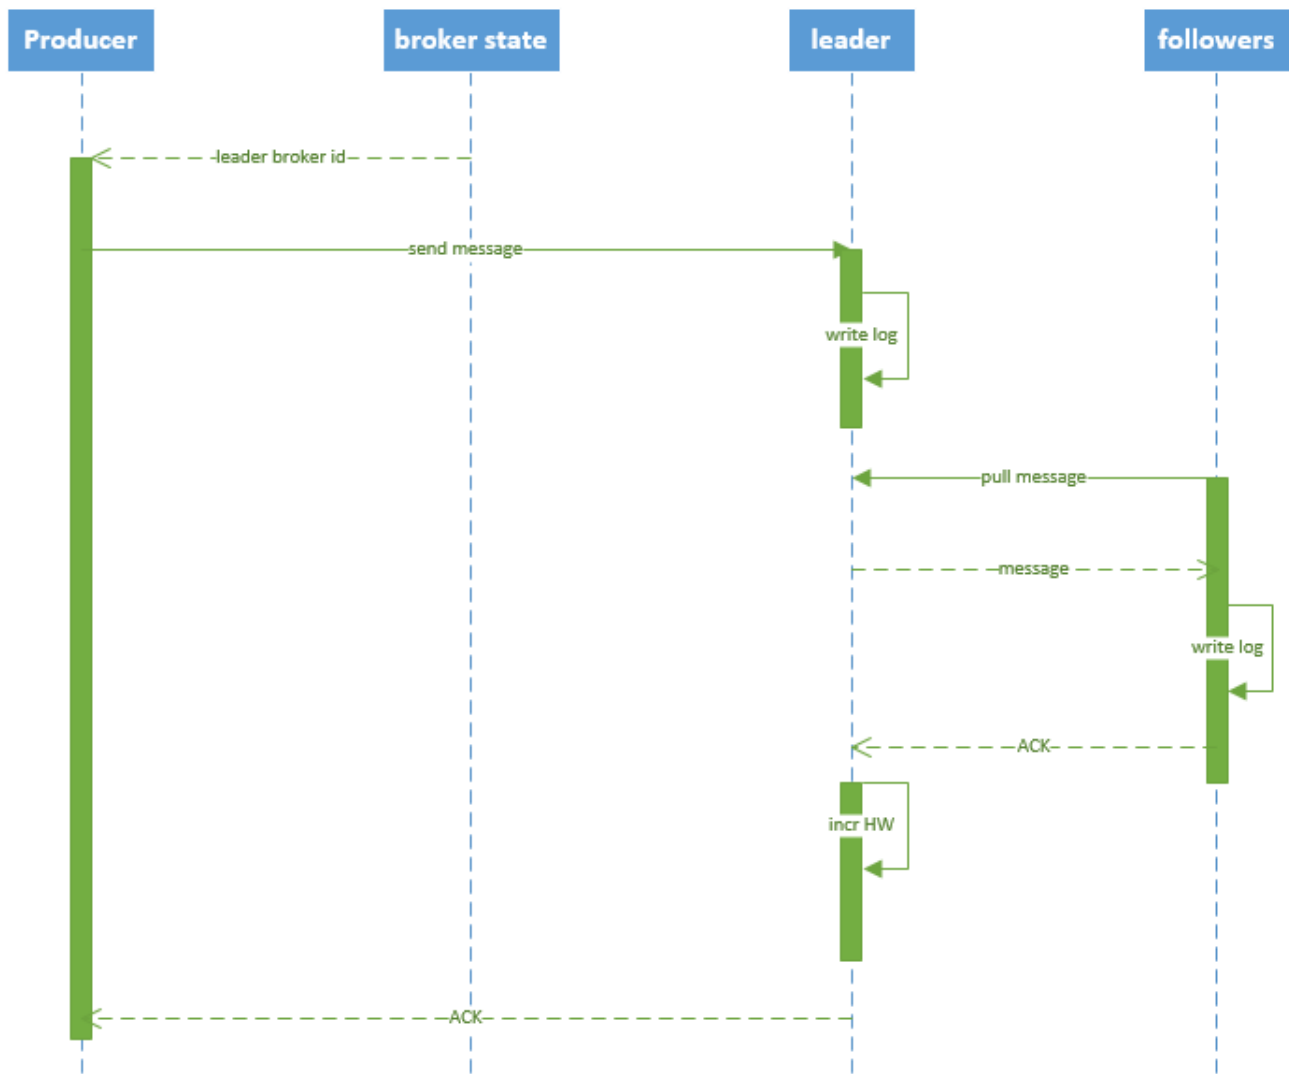 Producer
broker state
leader
followers
leader broker id
send message
write log
pull message
message
write log
ACK
incr HW
ACK